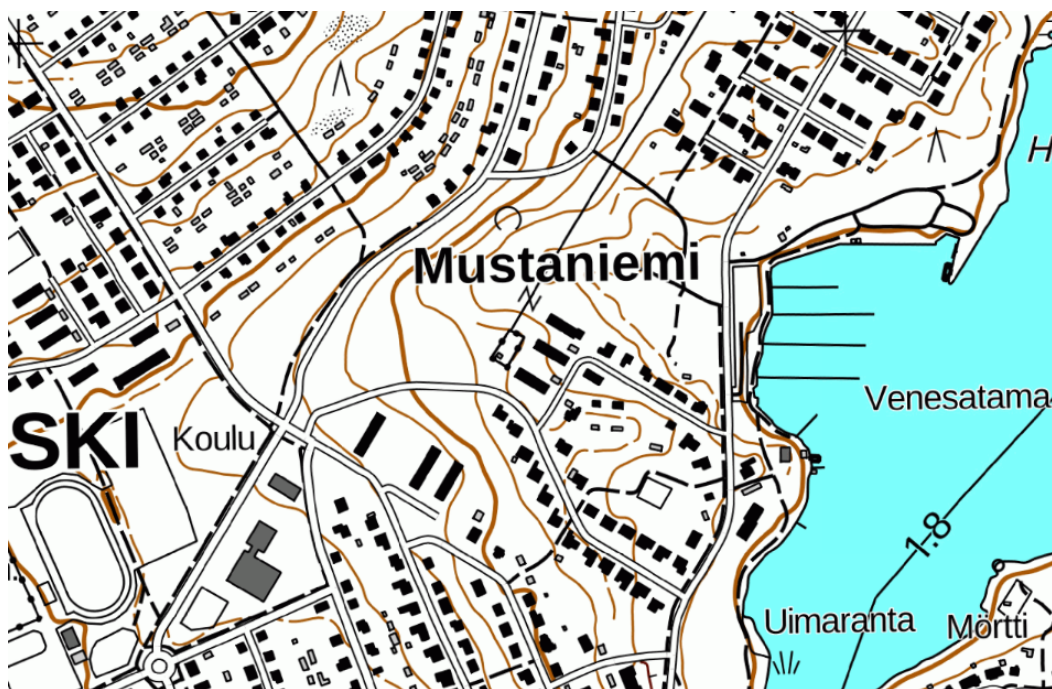 H
Mustaniemi
Venesatama
SKI
Koulu
1.8
Uimaranta
Mörtti